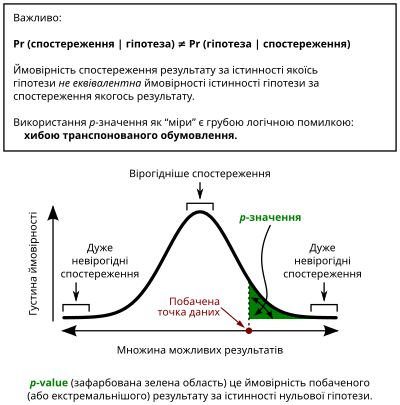 Важливо:
Pr (спостереження | гіпотеза) ≠ Pr (гіпотеза | спостереження)
Ймовірність спостереження результату за істинності якоїсь
гіпотези не еквівалентна ймовірності істинності гіпотези за
спостереження якогось результату.
Використання p-значення як “міри” є грубою логічною помилкою:
хибою транспонованого обумовлення.
Вірогідніше спостереження
p-значення
Густина ймовірності
Дуже
невірогідні
спостереження
Дуже
невірогідні
спостереження
Побачена
точка даних
Множина можливих результатів
p-value (зафарбована зелена область) це ймовірність побаченого
(або екстремальнішого) результату за істинності нульової гіпотези.